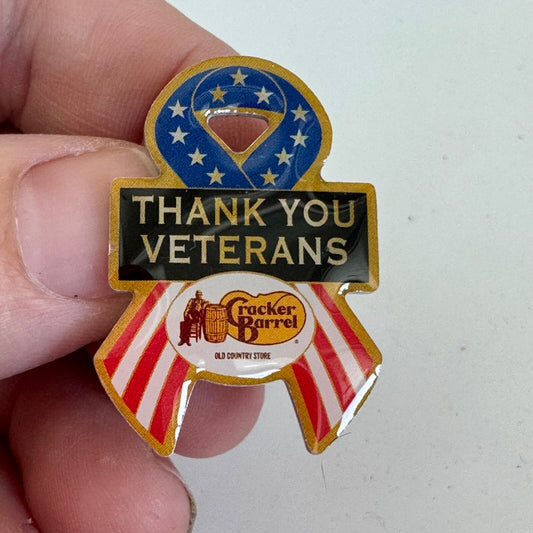 THANK YOU
VETERANS
Cracker
Barrel
®
OLD COUNTRY STORE